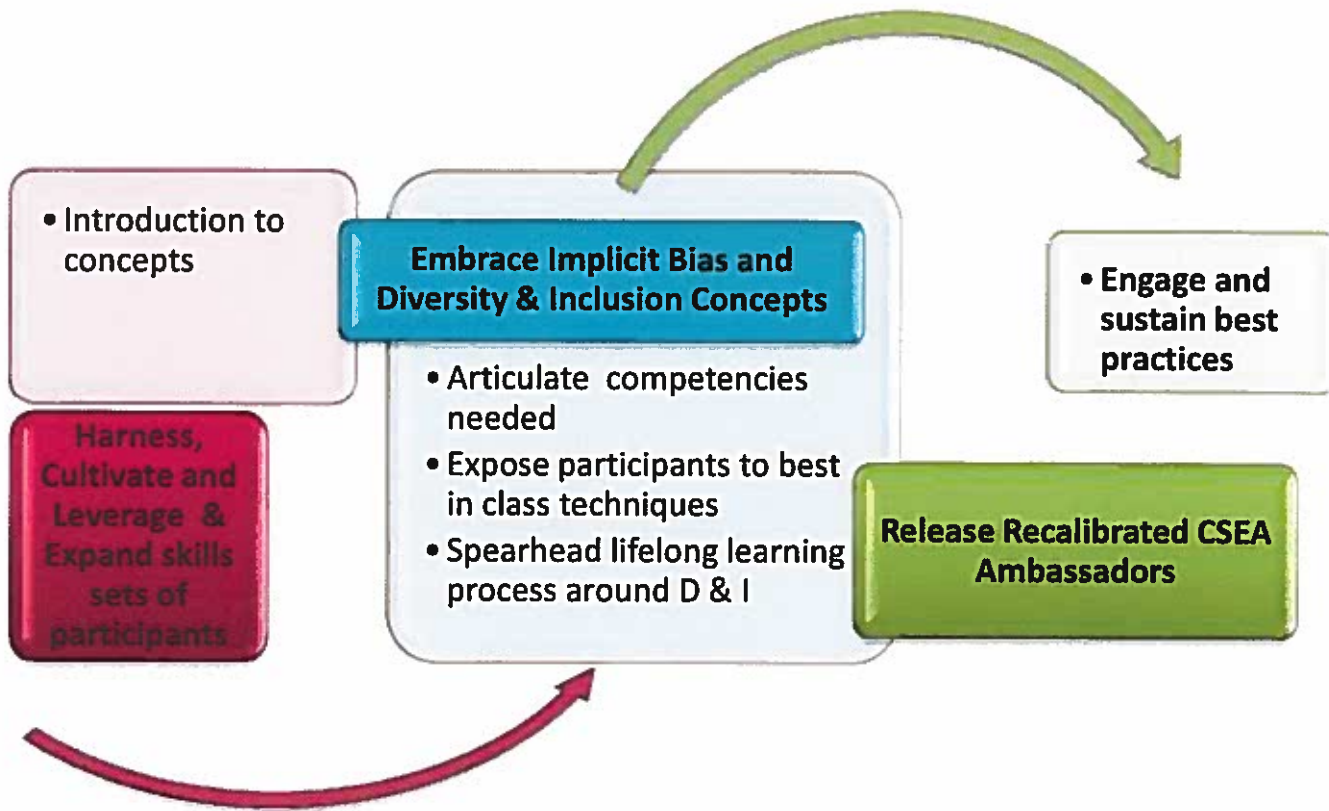 • Introduction to
concepts
Harness,
Cultivate and
Leverage &
Expand skills
sets of
participants
Embrace Implicit Bias and
Diversity & Inclusion Concepts
• Articulate competencies
needed
• Expose participants to best
in class techniques
• Spearhead lifelong learning
process around D & I
• Engage and
sustain best
practices
Release Recalibrated CSEA
Ambassadors